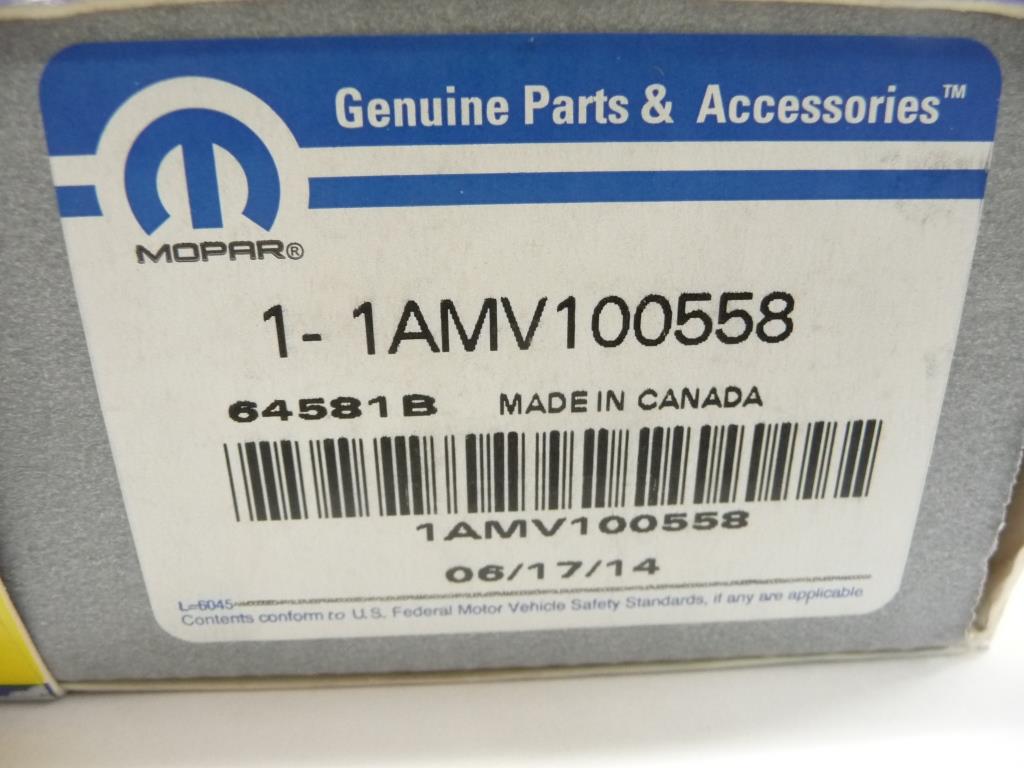 Genuine Parts & Accessories™
MOPAR®
1- 1AMV100558
64581B MADE IN CANADA
1AMV100558
06/17/14
L=6045
Contents conform to U.S. Federal Motor Vehicle Safety Standards, if any are applicable